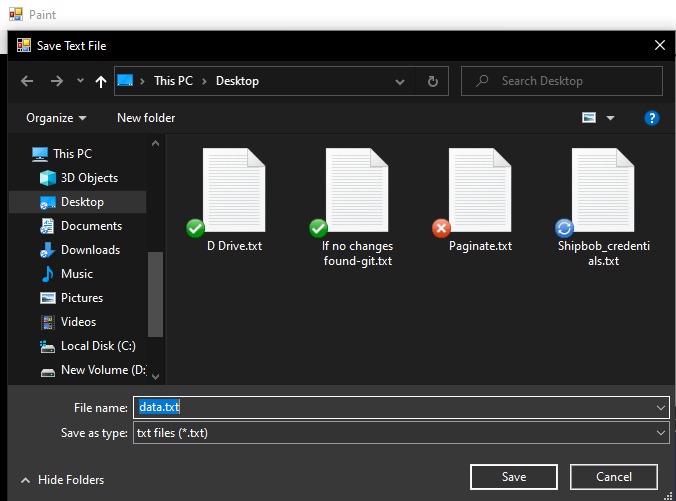 Paint
Save Text File
This PC
Desktop
Search Desktop
Organize
New folder
This PC
3D Objects
Desktop
Documents
Downloads
Music
Pictures
Videos
Local Disk (C:)
New Volume (D:
D Drive.txt
If no changes
found-git.txt
Paginate.txt
Shipbob_credenti
als.txt
File name:
data.txt
Save as type:
txt files (*.txt)
Hide Folders
Save
Cancel